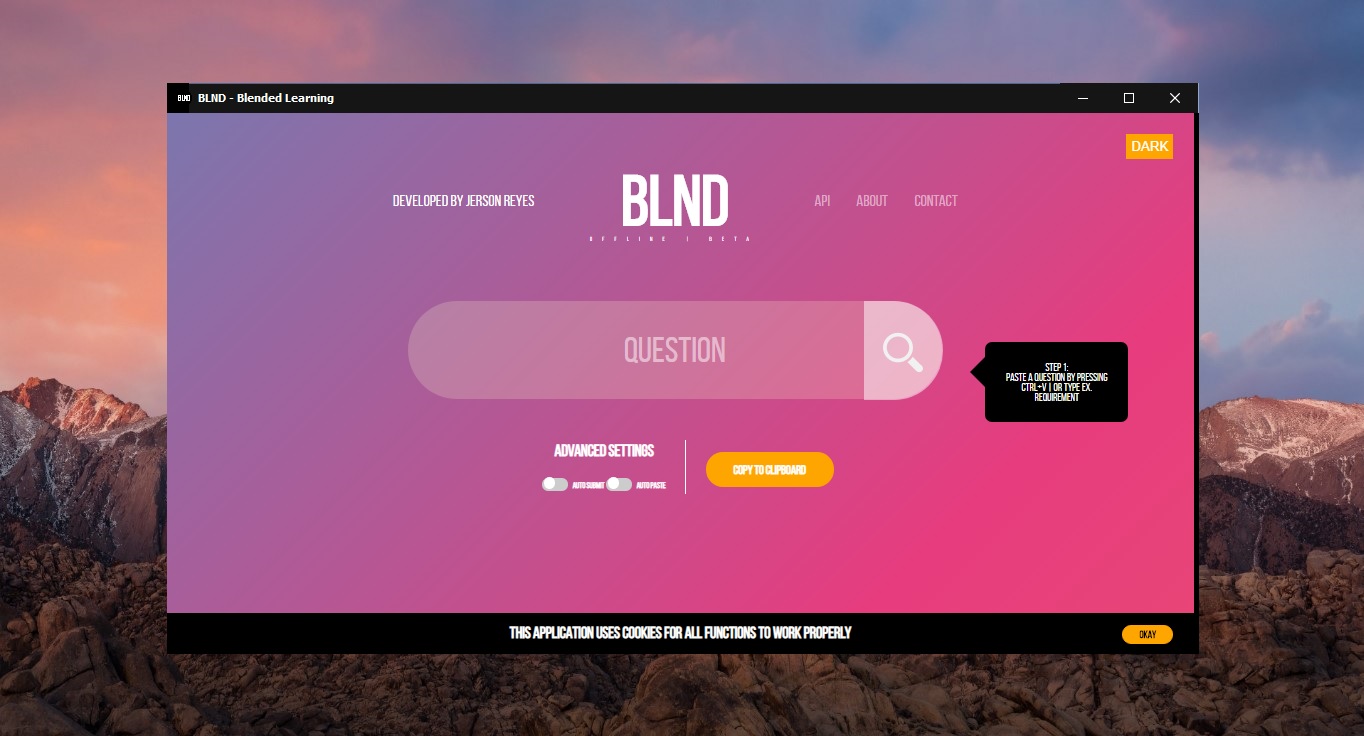 BLND
BLND - Blended Learning
DARK
DEVELOPED BY JERSON REYES
BLND
OFFLINE | BETA
API
ABOUT
CONTACT
QUESTION
STEP 1:
PASTE A QUESTION BY PRESSING
CTRL+V | OR TYPE EX.
REQUIREMENT
ADVANCED SETTINGS
AUTO SUBMIT
AUTO PASTE
COPY TO CLIPBOARD
THIS APPLICATION USES COOKIES FOR ALL FUNCTIONS TO WORK PROPERLY
OKAY